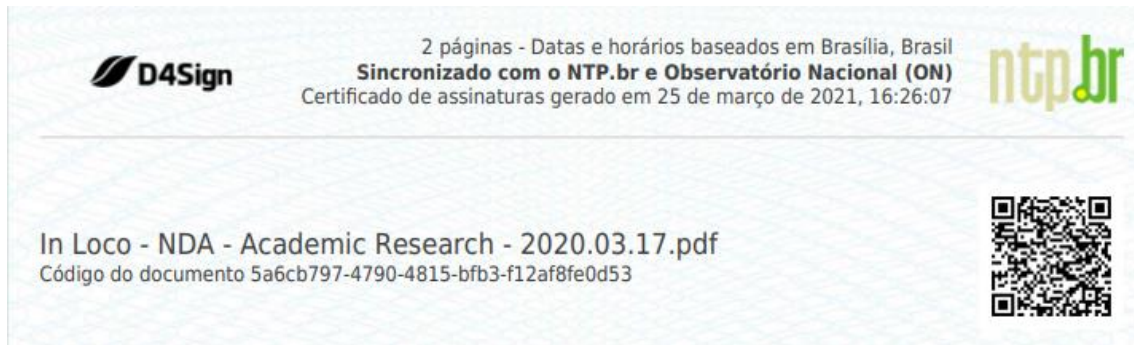 D4Sign
2 páginas - Datas e horários baseados em Brasília, Brasil
Sincronizado com o NTP.br e Observatório Nacional (ON)
Certificado de assinaturas gerado em 25 de março de 2021, 16:26:07
ntp.br
In Loco - NDA - Academic Research - 2020.03.17.pdf
Código do documento 5a6cb797-4790-4815-bfb3-f12af8fe0d53